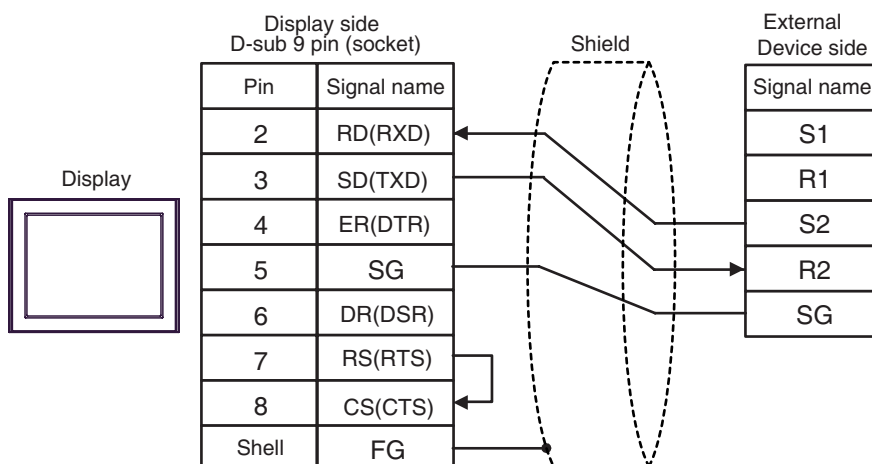 Display side
D-sub 9 pin (socket)
Shield
External
Device side
Pin Signal name
Signal name
2 RD(RXD)
S1
3 SD(TXD)
R1
Display
4 ER(DTR)
S2
5 SG
R2
6 DR(DSR)
SG
7 RS(RTS)
8 CS(CTS)
Shell FG